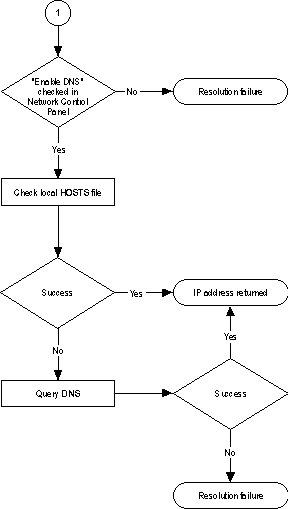 1
"Enable DNS"
checked in
Network Control
Panel
No
Resolution failure
Yes
Check local HOSTS file
Success
Yes
IP address returned
No
Yes
Query DNS
Success
No
Resolution failure